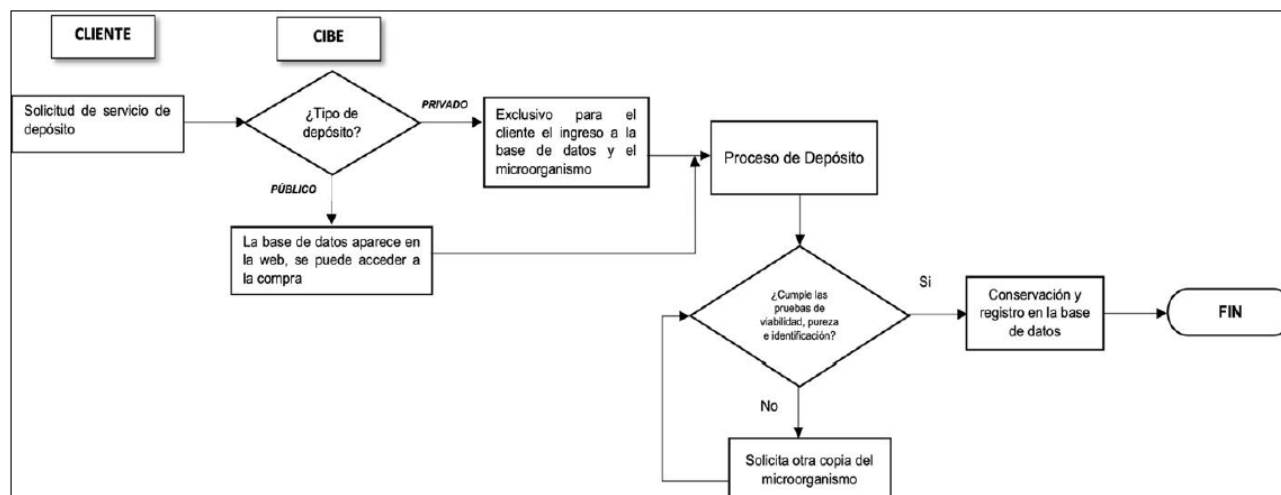 CLIENTE
CIBE
Solicitud de servicio de
depósito
¿Tipo de
depósito?
PRIVADO
Exclusivo para el
cliente el ingreso a la
base de datos y el
microorganismo
Proceso de Depósito
PÚBLICO
La base de datos aparece en
la web, se puede acceder a
la compra
¿Cumple las
pruebas de
viabilidad, pureza
e identificación?
Si
Conservación y
registro en la base
de datos
FIN
No
Solicita otra copia del
microorganismo